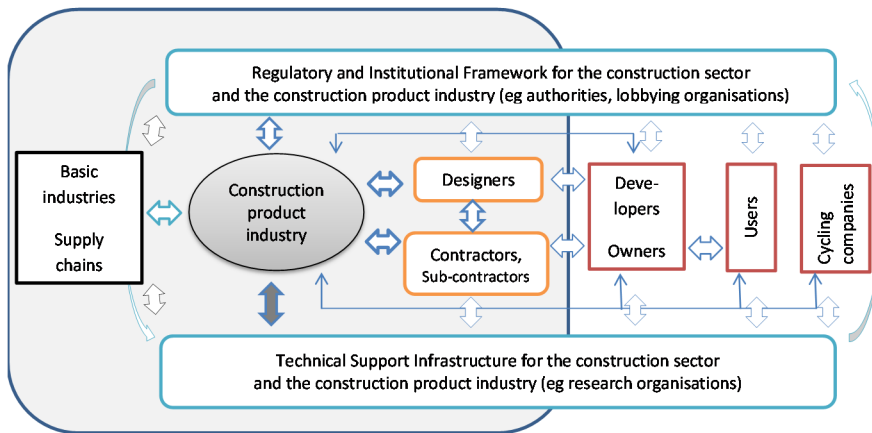 Regulatory and Institutional Framework for the construction sector
and the construction product industry (eg authorities, lobbying organisations)
Basic
industries
Supply
chains
Construction
product
industry
Designers
Contractors,
Sub-contractors
Deve-
lopers
Owners
Users
Cycling
companies
Technical Support Infrastructure for the construction sector
and the construction product industry (eg research organisations)